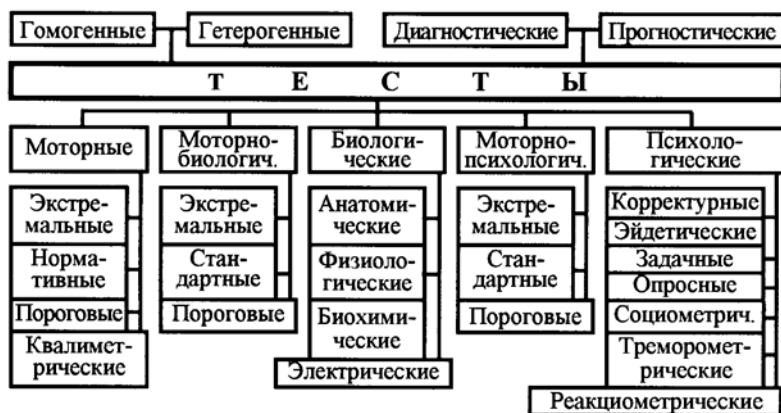 Гомогенные Гетерогенные Диагностические Прогностические
Т Е С Т Ы
Моторные
Моторно-
биологич.
Биологи-
ческие
Моторно-
психологич.
Психоло-
гические
Экстре-
мальные
Норма-
тивные
Пороговые
Квалимет-
рические
Экстре-
мальные
Стан-
дартные
Пороговые
Анатоми-
ческие
Физиоло-
гические
Биохими-
ческие
Электрические
Экстре-
мальные
Стан-
дартные
Пороговые
Корректурные
Эйдетические
Задачные
Опросные
Социометрич.
Треморомет-
рические
Реакциометрические